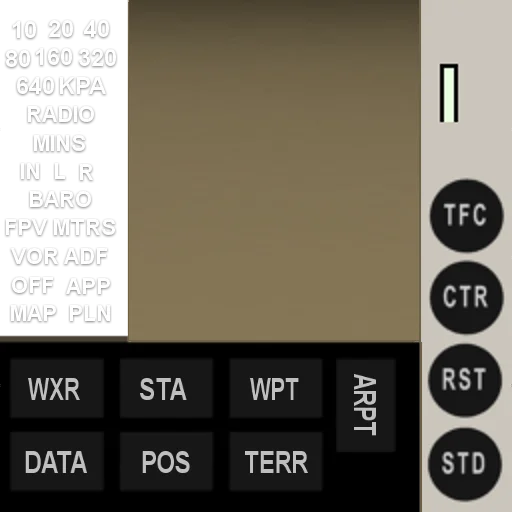 10 20 40
80 160 320
640 KPA
RADIO
MINS
IN L R
BARO
FPV MTRS
VOR ADF
OFF APP
MAP PLN
TFC
CTR
RST
STD
WXR STA WPT ARPT
DATA POS TERR